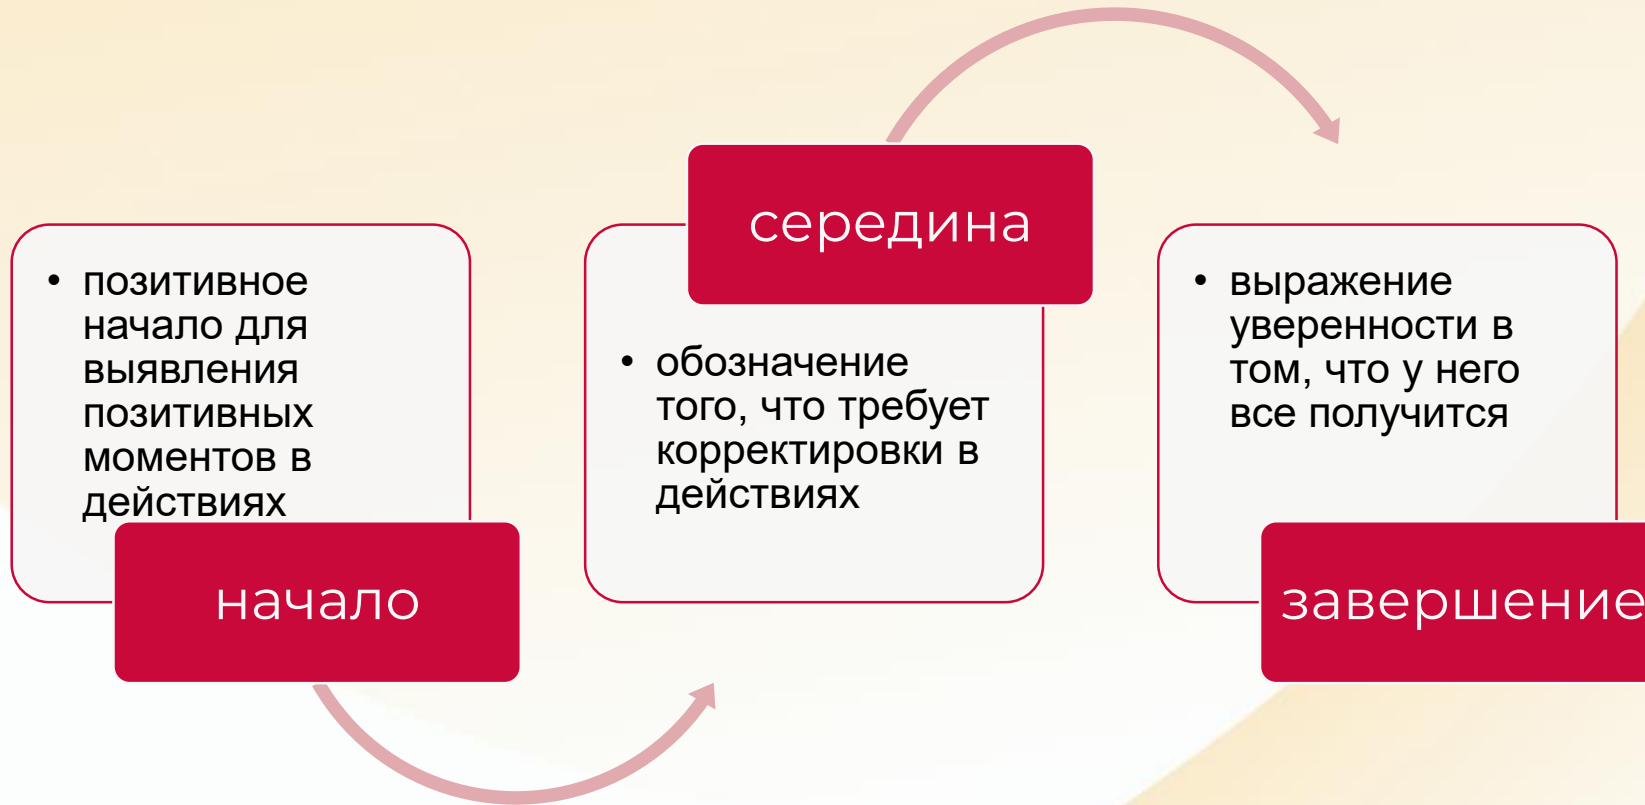 • позитивное
начало для
выявления
позитивных
моментов в
действиях
начало
середина
• обозначение
того, что требует
корректировки в
действиях
• выражение
уверенности в
том, что у него
все получится
завершение